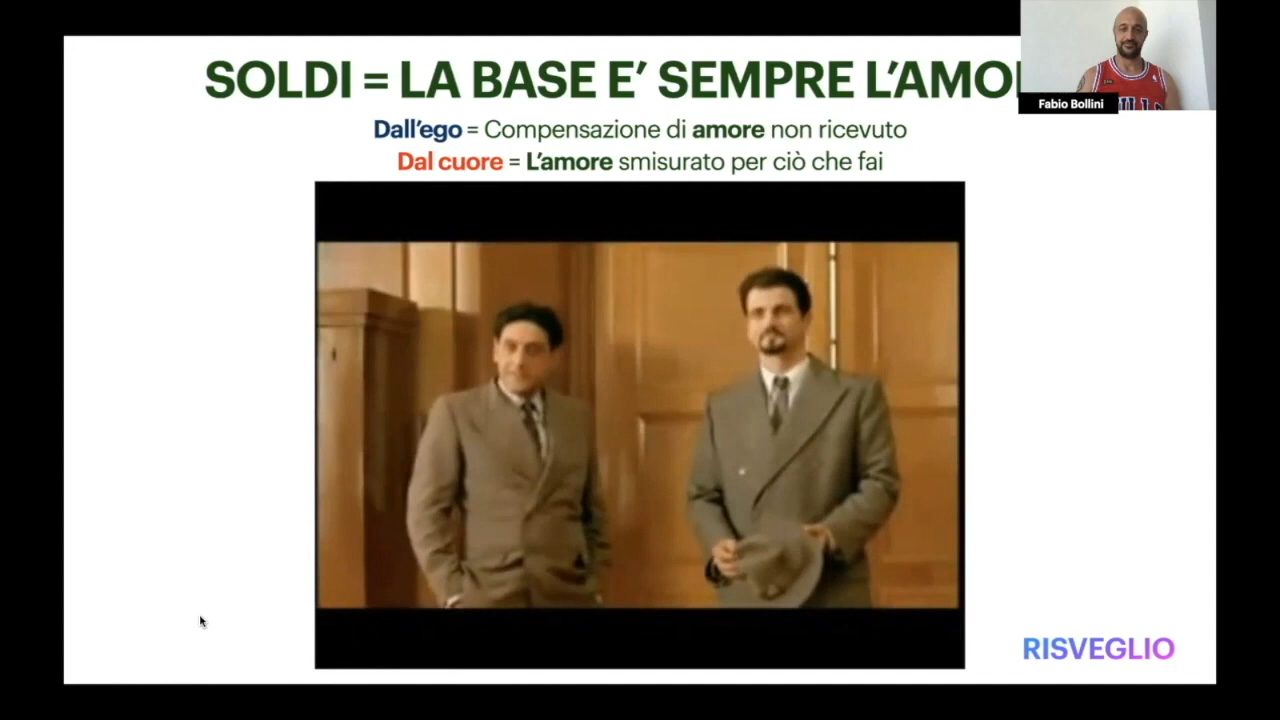 SOLDI = LA BASE E’ SEMPRE L’AMO
Dall’ego = Compensazione di amore non ricevuto
Dal cuore = L’amore smisurato per ciò che fai
Fabio Bollini
RISVEGLIO